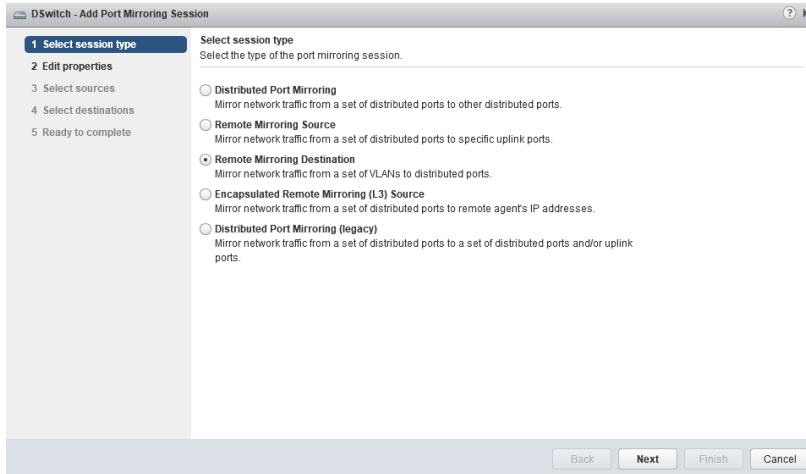 DSwitch - Add Port Mirroring Session
?
1 Select session type
2 Edit properties
3 Select sources
4 Select destinations
5 Ready to complete
Select session type
Select the type of the port mirroring session.
Distributed Port Mirroring
Mirror network traffic from a set of distributed ports to other distributed ports.
Remote Mirroring Source
Mirror network traffic from a set of distributed ports to specific uplink ports.
Remote Mirroring Destination
Mirror network traffic from a set of VLANs to distributed ports.
Encapsulated Remote Mirroring (L3) Source
Mirror network traffic from a set of distributed ports to remote agent's IP addresses.
Distributed Port Mirroring (legacy)
Mirror network traffic from a set of distributed ports to a set of distributed ports and/or uplink
ports.
Back Next Finish Cancel